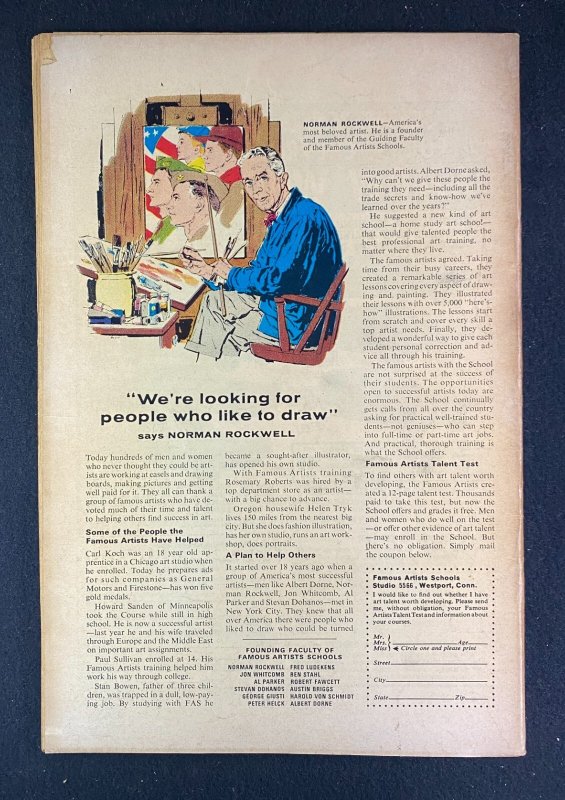 NORMAN ROCKWELL—America's
most beloved artist. He is a founder
and member of the Guiding Faculty
of the Famous Artists Schools.
"We're looking for
people who like to draw"
says NORMAN ROCKWELL
Today hundreds of men and women
who never thought they could be art-
ists are working at easels and drawing
boards, making pictures and getting
well paid for it. They all can thank a
group of famous artists who have de-
voted much of their time and talent
to helping others find success in art.
Some of the People the
Famous Artists Have Helped
Carl Koch was an 18 year old ap-
prentice in a Chicago art studio when
he enrolled. Today he prepares ads
for such companies as General
Motors and Firestone—has won five
gold medals.
Howard Sanden of Minneapolis
took the Course while still in high
school. He is now a successful artist
—last year he and his wife traveled
through Europe and the Middle East
on important art assignments.
Paul Sullivan enrolled at 14. His
Famous Artists training helped him
work his way through college.
Stan Bowen, father of three chil-
dren, was trapped in a dull, low-pay-
ing job. By studying with FAS he
became a sought-after illustrator,
has opened his own studio.
With Famous Artists training
Rosemary Roberts was hired by a
top department store as an artist—
with a big chance to advance.
Oregon housewife Helen Tryk
lives 150 miles from the nearest big
city. But she does fashion illustration,
has her own studio, runs an art work-
shop, does portraits.
A Plan to Help Others
It started over 18 years ago when a
group of America's most successful
artists—men like Albert Dorne, Nor-
man Rockwell, Jon Whitcomb, Al
Parker and Stevan Dohanos—met in
New York City. They knew that all
over America there were people who
liked to draw who could be turned
FOUNDING FACULTY OF
FAMOUS ARTISTS SCHOOLS
NORMAN ROCKWELL FRED LUDEKENS
JON WHITCOMB BEN STAHL
AL PARKER ROBERT FAWCETT
STEVAN DOHANOS AUSTIN BRIGGS
GEORGE GIUSTI HAROLD VON SCHMIDT
PETER HELCK ALBERT DORNE
into good artists. Albert Dorne asked,
"Why can't we give these people the
training they need—including all the
trade secrets and know-how we've
learned over the years?"
He suggested a new kind of art
school—a home study art school—
that would give talented people the
best professional art training, no
matter where they live.
The famous artists agreed. Taking
time from their busy careers, they
created a remarkable series of art
lessons covering every aspect of draw-
ing and painting. They illustrated
their lessons with over 5,000 "here's-
how" illustrations. The lessons start
from scratch and cover every skill a
top artist needs. Finally, they de-
veloped a wonderful way to give each
student personal correction and ad-
vice all through his training.
The famous artists with the School
are not surprised at the success of
their students. The opportunities
open to successful artists today are
enormous. The School continually
gets calls from all over the country
asking for practical well-trained stu-
dents—not geniuses—who can step
into full-time or part-time art jobs.
And practical, thorough training is
what the School offers.
Famous Artists Talent Test
To find others with art talent worth
developing, the Famous Artists cre-
ated a 12-page talent test. Thousands
paid to take this test, but now the
School offers and grades it free. Men
and women who do well on the test
—or offer other evidence of art talent
—may enroll in the School. But
there's no obligation. Simply mail
the coupon below.
Famous Artists Schools
Studio 5166, Westport, Conn.
I would like to find out whether I have
art talent worth developing. Please send
me, without obligation, your Famous
Artists Talent Test and information about
your courses.
Mr.
Mrs. Age
Miss Circle one and please print
Street
City
State Zip